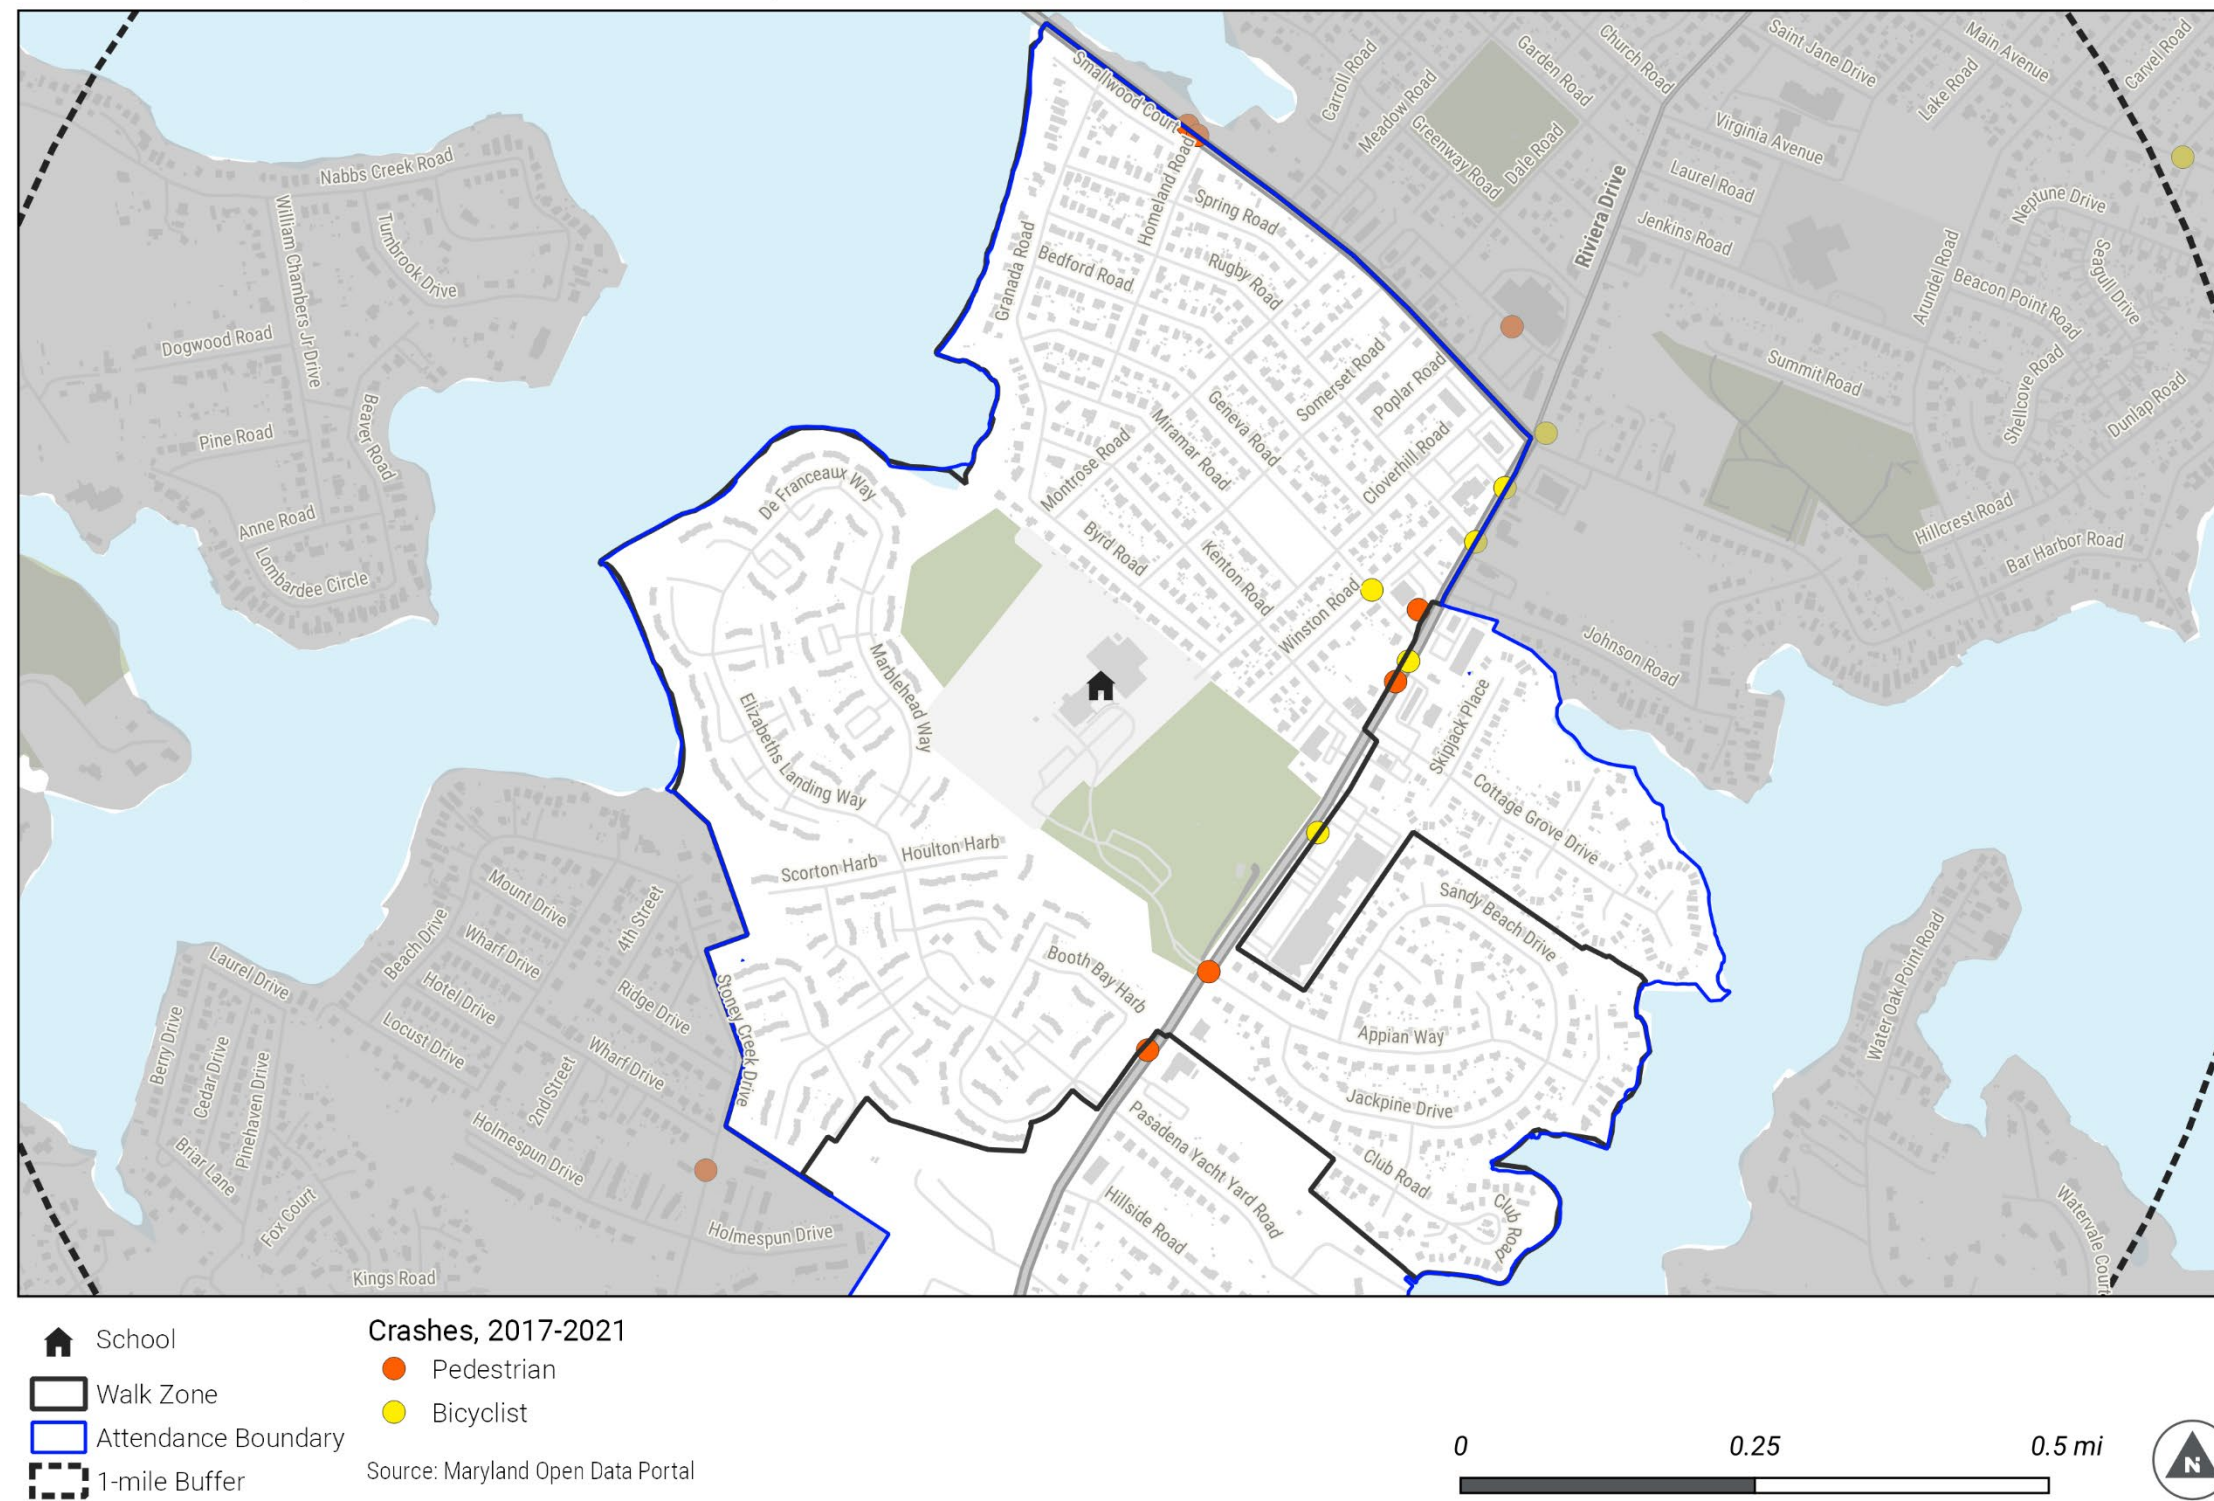 Smallwood Court
Carroll Road
Meadow Road
Garden Road
Church Road
Saint Jane Drive
Main Avenue
Carvel Road
Lake Road
Greenway Road
Dale Road
Virginia Avenue
Nabbs Creek Road
William Chambers Jr Drive
Turnbrook Drive
Homeland Road
Spring Road
Riviera Drive
Laurel Road
Jenkins Road
Neptune Drive
Granada Road
Bedford Road
Rugby Road
Arundel Road
Beacon Point Road
Seagull Drive
Dogwood Road
Somerset Road
Poplar Road
Summit Road
Shellcove Road
Dunlap Road
Beaver Road
Pine Road
Geneva Road
Miramar Road
Montrose Road
Cloverhill Road
De Franceaux Way
Anne Road
Lombardee Circle
Byrd Road
Kenton Road
Winston Road
Hillcrest Road
Bar Harbor Road
Johnson Road
Marblehead Way
Elizabeths Landing Way
Skipjack Place
Cottage Grove Drive
Scorton Harb
Houlton Harb
Mount Drive
4th Street
Sandy Beach Drive
Beach Drive
Wharf Drive
Laurel Drive
Hotel Drive
Ridge Drive
Stoney Creek Drive
Booth Bay Harb
Water Oak Point Road
Berry Drive
Cedar Drive
Pinehaven Drive
Locust Drive
Wharf Drive
2nd Street
Appian Way
Jackpine Drive
Holmespun Drive
Briar Lane
Fox Court
Pasadena Yacht Yard Road
Club Road
Club Road
Hillside Road
Holmespun Drive
Kings Road
Watervale Court
School
Walk Zone
Attendance Boundary
1-mile Buffer
Crashes, 2017-2021
Pedestrian
Bicyclist
Source: Maryland Open Data Portal
0 0.25 0.5 mi
N